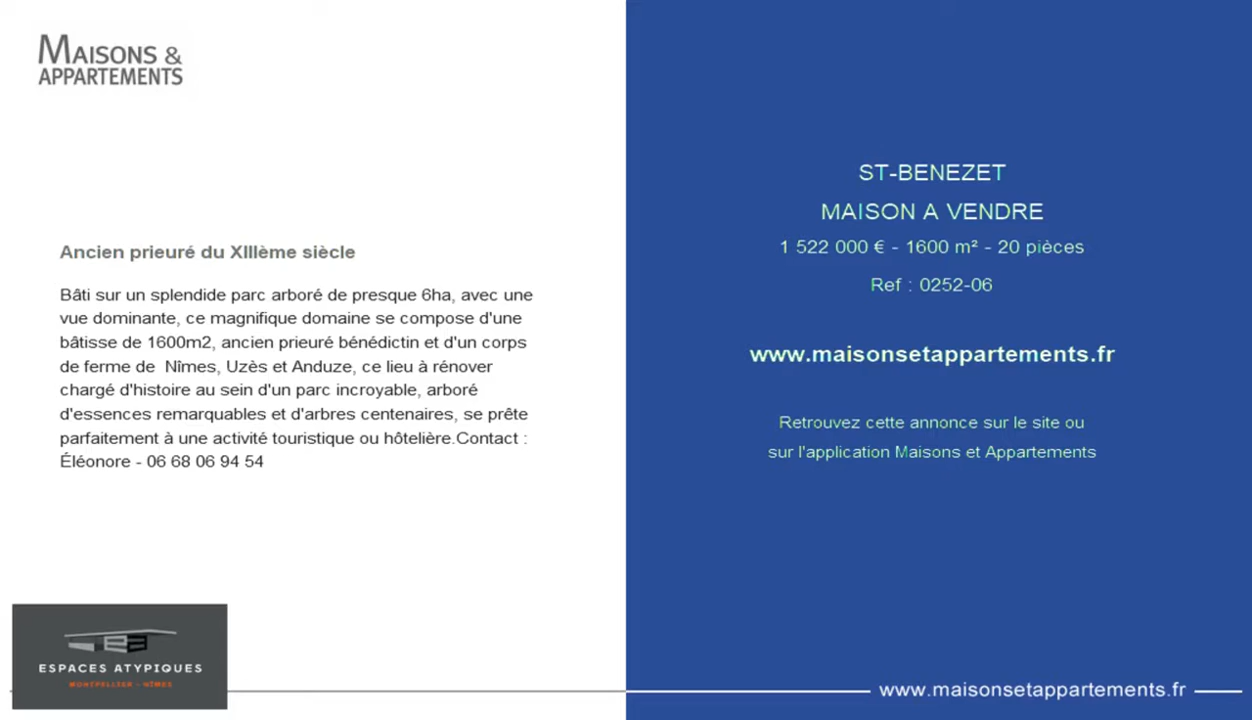 MAISONS &
APPARTEMENTS
Ancien prieuré du XIIIème siècle
Bâti sur un splendide parc arboré de presque 6ha, avec une
vue dominante, ce magnifique domaine se compose d'une
bâtisse de 1600m2, ancien prieuré bénédictin et d'un corps
de ferme de  Nîmes, Uzès et Anduze, ce lieu à rénover
chargé d'histoire au sein d'un parc incroyable, arboré
d'essences remarquables et d'arbres centenaires, se prête
parfaitement à une activité touristique ou hôtelière.Contact :
Éléonore - 06 68 06 94 54
ea
ESPACES ATYPIQUES
MONTPELLIER - NÎMES
ST-BENEZET
MAISON A VENDRE
1 522 000 € - 1600 m² - 20 pièces
Ref : 0252-06
www.maisonsetappartements.fr
Retrouvez cette annonce sur le site ou
sur l'application Maisons et Appartements
www.maisonsetappartements.fr